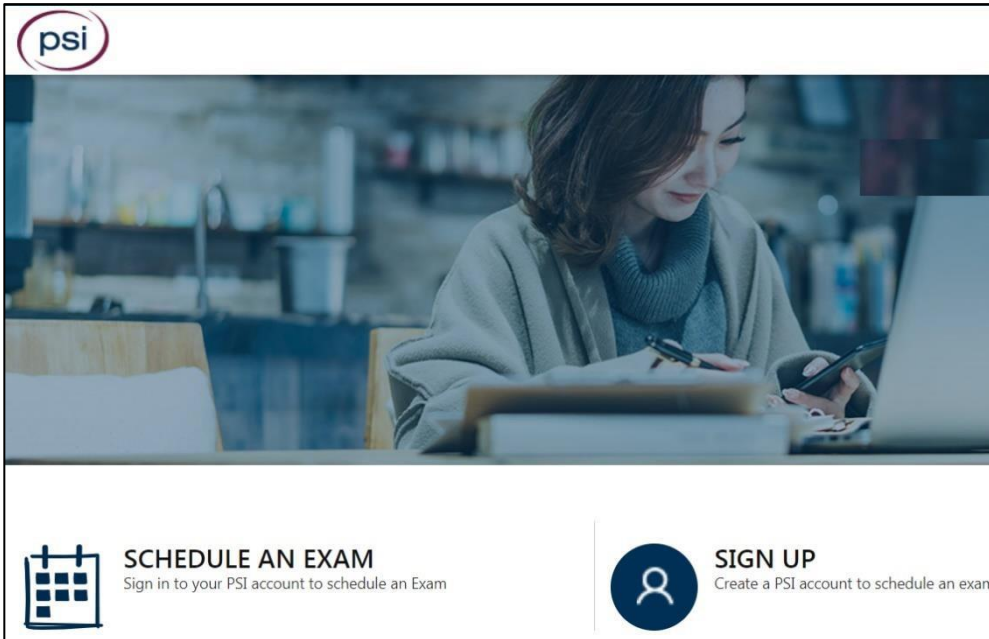 psi
SCHEDULE AN EXAM
Sign in to your PSI account to schedule an Exam
SIGN UP
Create a PSI account to schedule an exam